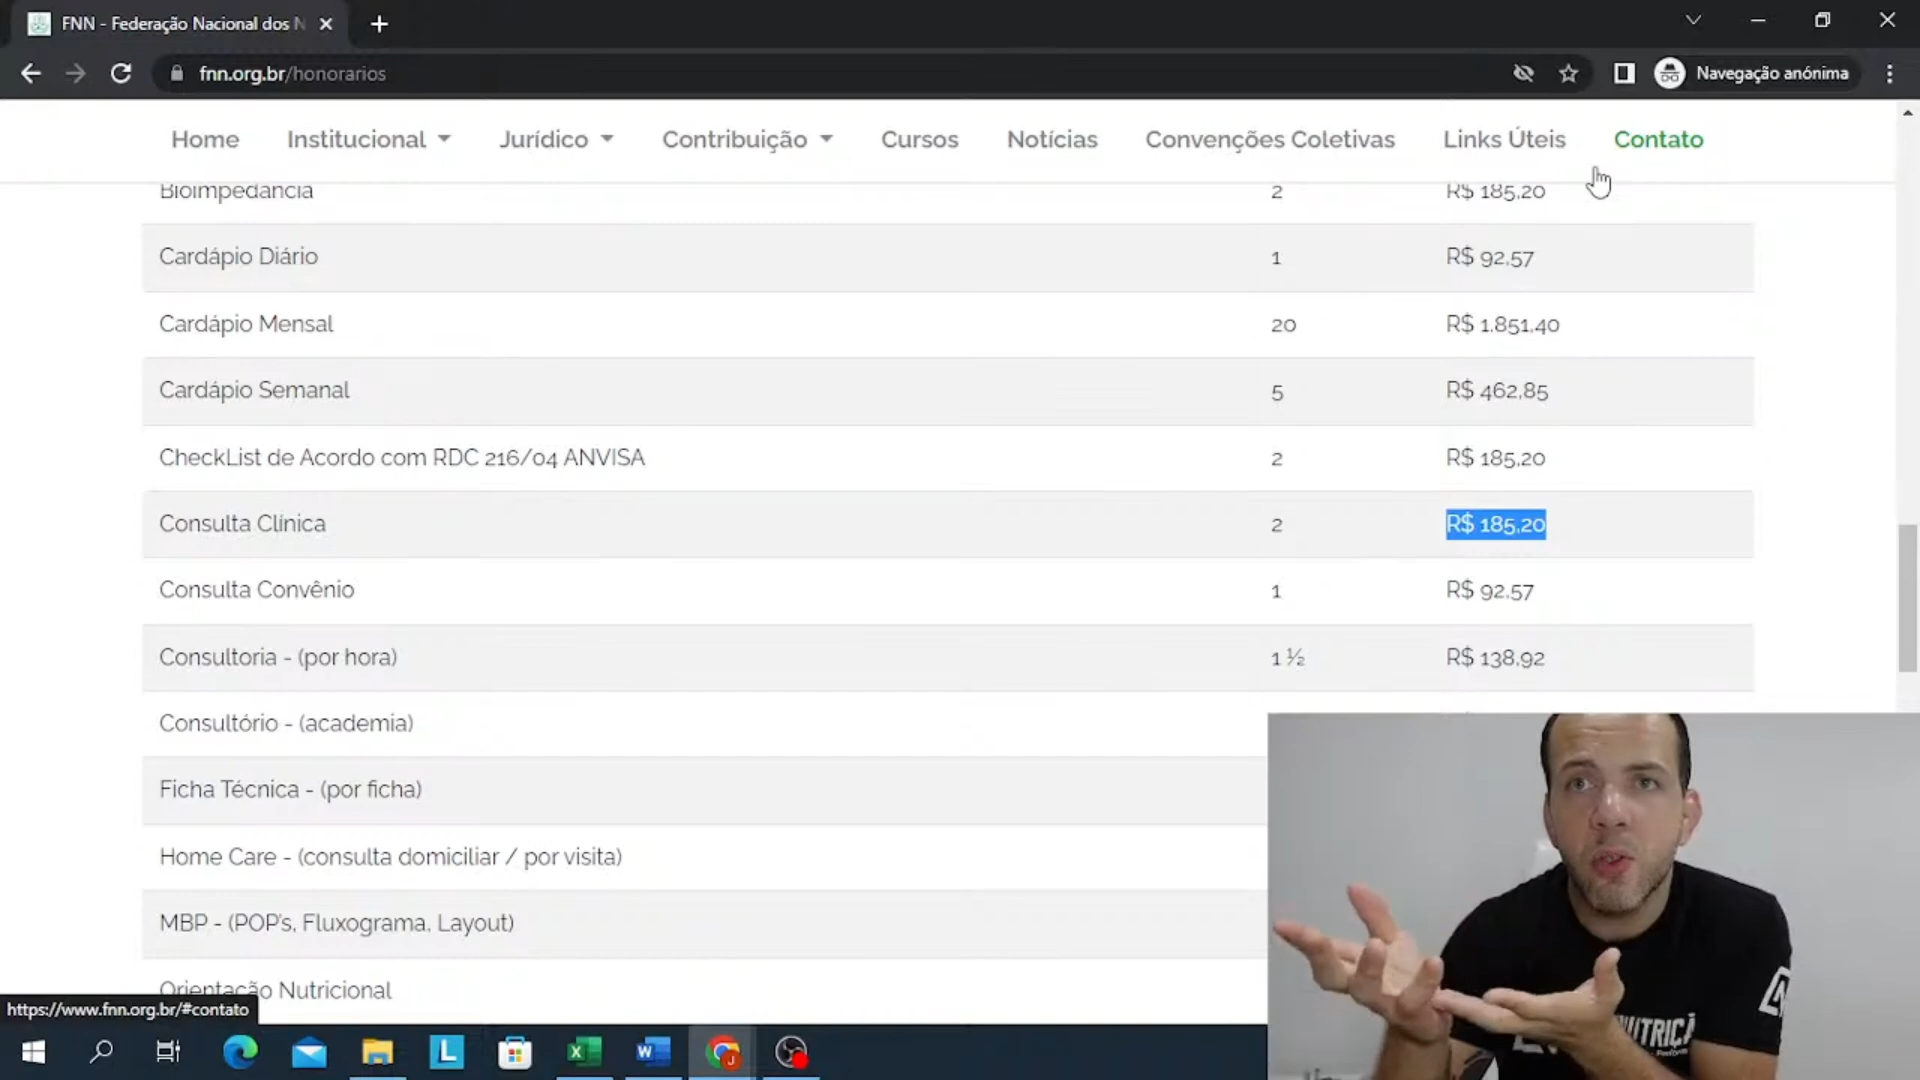 FNN - Federação Nacional dos N
fnn.org.br/honorarios
Navegação anónima
Home Institucional Jurídico Contribuição Cursos Notícias Convenções Coletivas Links Úteis Contato
Bioimpedância 2 R$ 185,20
Cardápio Diário 1 R$ 92,57
Cardápio Mensal 20 R$ 1.851,40
Cardápio Semanal 5 R$ 462,85
CheckList de Acordo com RDC 216/04 ANVISA 2 R$ 185,20
Consulta Clínica 2 R$ 185,20
Consulta Convênio 1 R$ 92,57
Consultoria - (por hora) 1 ½ R$ 138,92
Consultório - (academia)
Ficha Técnica - (por ficha)
Home Care - (consulta domiciliar / por visita)
MBP - (POP's, Fluxograma, Layout)
Orientação Nutricional
https://www.fnn.org.br/#contato